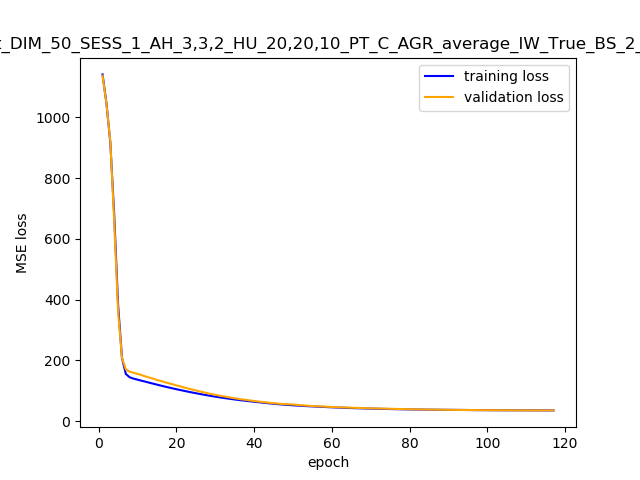 _DIM_50_SESS_1_AH_3,3,2_HU_20,20,10_PT_C_AGR_average_IW_True_BS_2_
training loss
validation loss
MSE loss
1000
800
600
400
200
0
0 20 40 60 80 100 120
epoch